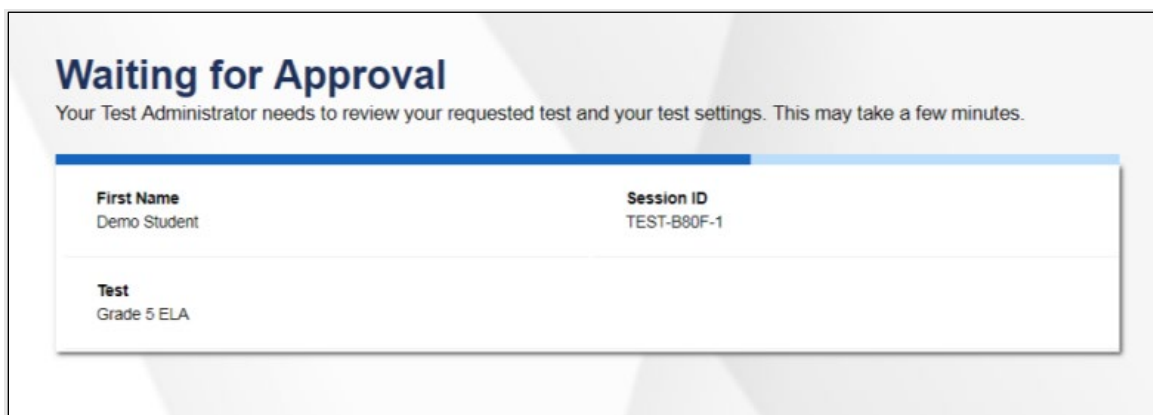 Waiting for Approval
Your Test Administrator needs to review your requested test and your test settings. This may take a few minutes.
First Name
Demo Student
Session ID
TEST-B80F-1
Test
Grade 5 ELA